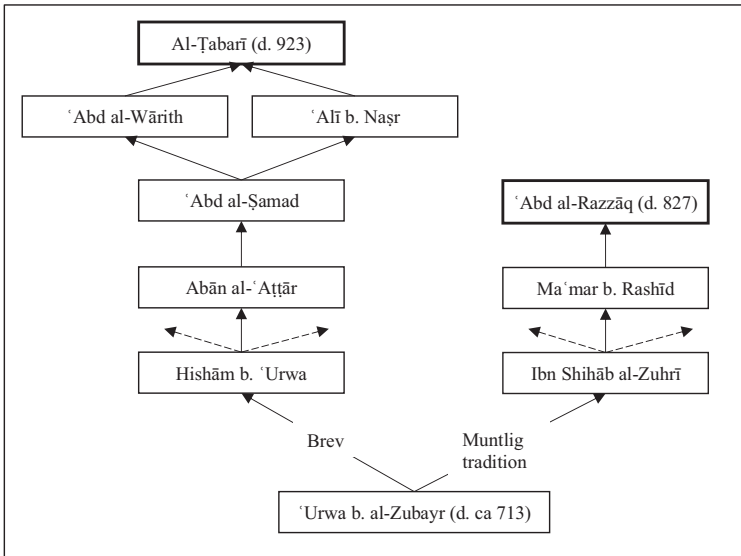 Al-Ṭabarī (d. 923)
ʿAbd al-Wārith
ʿAlī b. Naṣr
ʿAbd al-Ṣamad
ʿAbd al-Razzāq (d. 827)
Abān al-ʿAṭṭār
Maʿmar b. Rashīd
Hishām b. ʿUrwa
Ibn Shihāb al-Zuhrī
Brev
Muntlig
tradition
ʿUrwa b. al-Zubayr (d. ca 713)